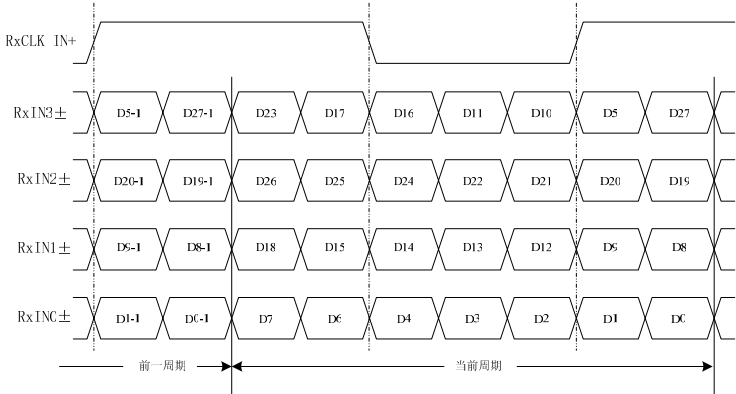 RxCLK IN+
RxIN3± D5-1 D27-1 D23 D17 D16 D11 D10 D5 D27
RxIN2± D20-1 D19-1 D26 D25 D24 D22 D21 D20 D19
RxIN1± D9-1 D8-1 D18 D15 D14 D13 D12 D9 D8
RxIN0± D1-1 D0-1 D7 D6 D4 D3 D2 D1 D0
前一周期 当前周期